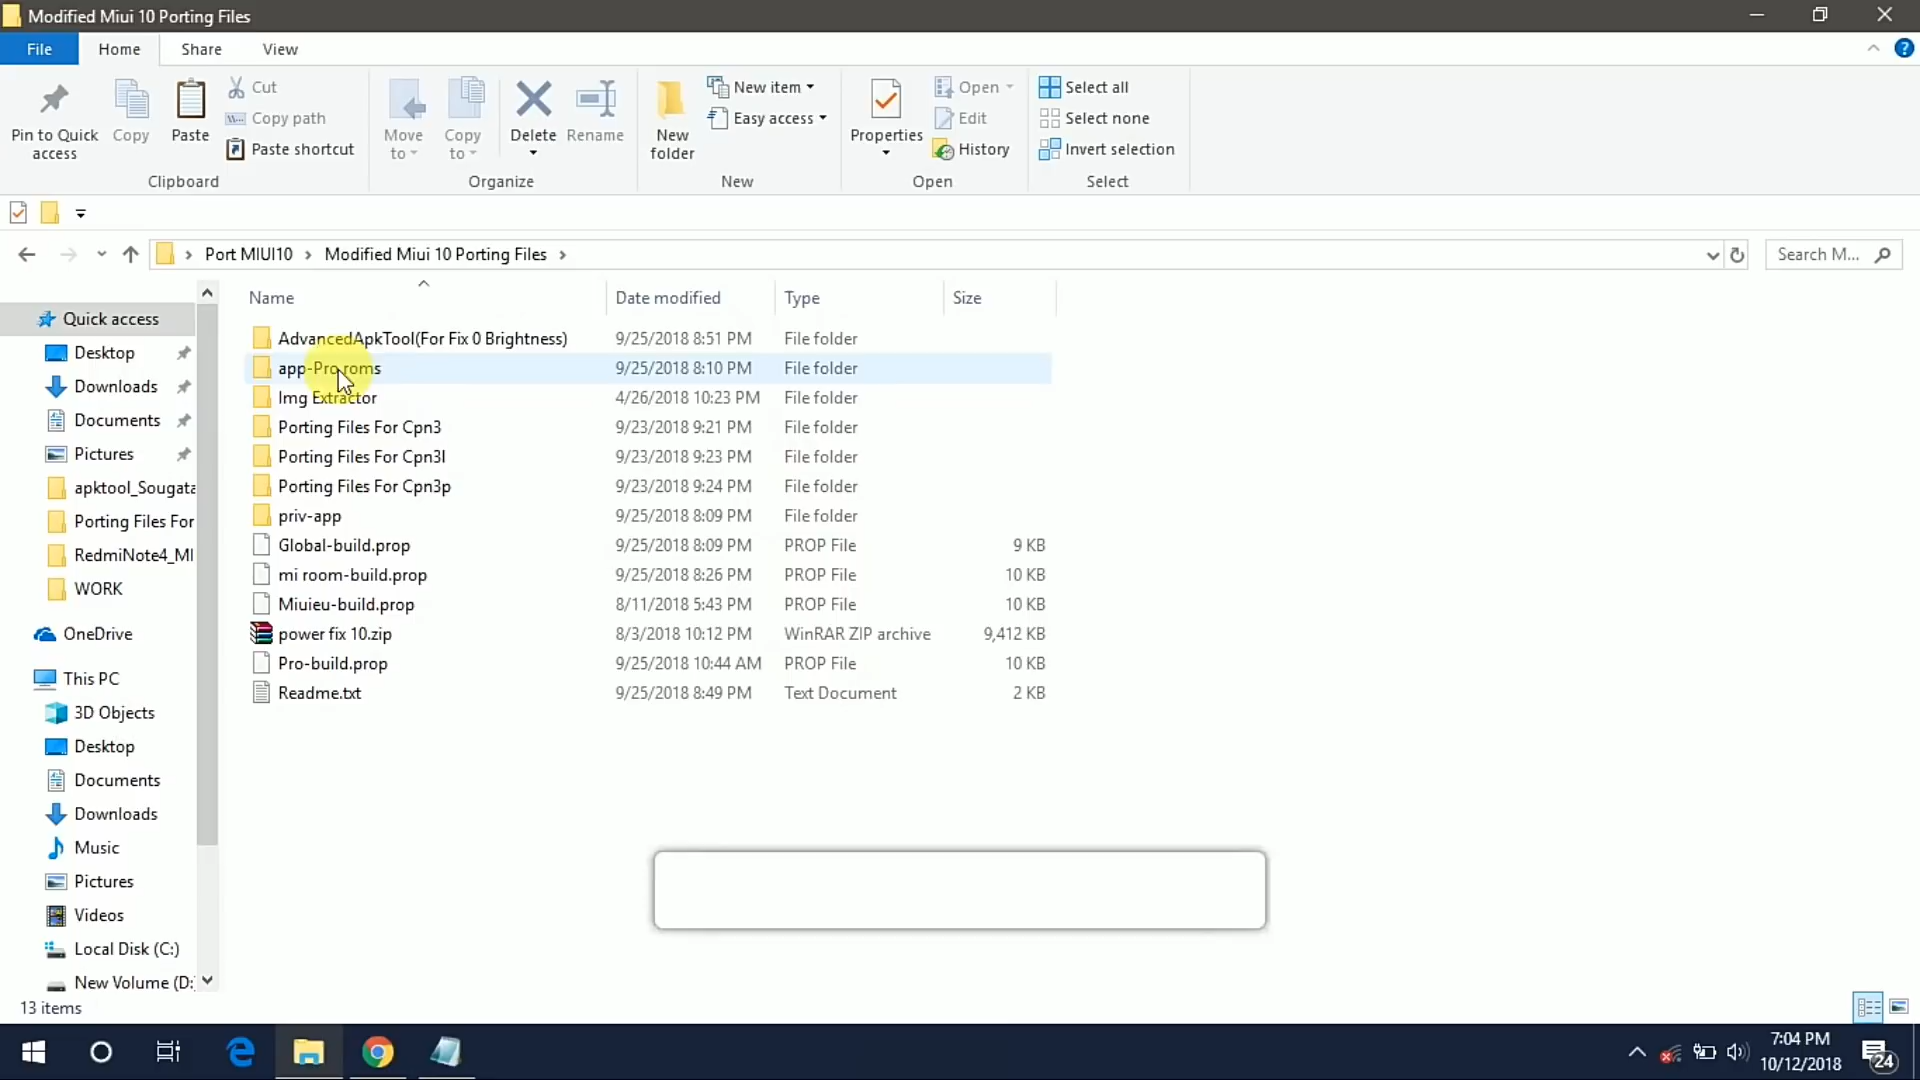 Modified Miui 10 Porting Files
File Home Share View
Pin to Quick access
Copy
Paste
Cut
Copy path
Paste shortcut
Clipboard
Move to
Copy to
Delete
Rename
Organize
New folder
New item
Easy access
New
Properties
Open
Edit
History
Open
Select all
Select none
Invert selection
Select
Port MIUI10 Modified Miui 10 Porting Files
Search M...
Quick access
Desktop
Downloads
Documents
Pictures
apktool_Sougata
Porting Files For
RedmiNote4_MI
WORK
OneDrive
This PC
3D Objects
Desktop
Documents
Downloads
Music
Pictures
Videos
Local Disk (C:)
New Volume (D:
Name Date modified Type Size
AdvancedApkTool(For Fix 0 Brightness) 9/25/2018 8:51 PM File folder
app-Pro roms 9/25/2018 8:10 PM File folder
Img Extractor 4/26/2018 10:23 PM File folder
Porting Files For Cpn3 9/23/2018 9:21 PM File folder
Porting Files For Cpn3l 9/23/2018 9:23 PM File folder
Porting Files For Cpn3p 9/23/2018 9:24 PM File folder
priv-app 9/25/2018 8:09 PM File folder
Global-build.prop 9/25/2018 8:09 PM PROP File 9 KB
mi room-build.prop 9/25/2018 8:26 PM PROP File 10 KB
Miuieu-build.prop 8/11/2018 5:43 PM PROP File 10 KB
power fix 10.zip 8/3/2018 10:12 PM WinRAR ZIP archive 9,412 KB
Pro-build.prop 9/25/2018 10:44 AM PROP File 10 KB
Readme.txt 9/25/2018 8:49 PM Text Document 2 KB
13 items
7:04 PM
10/12/2018
24